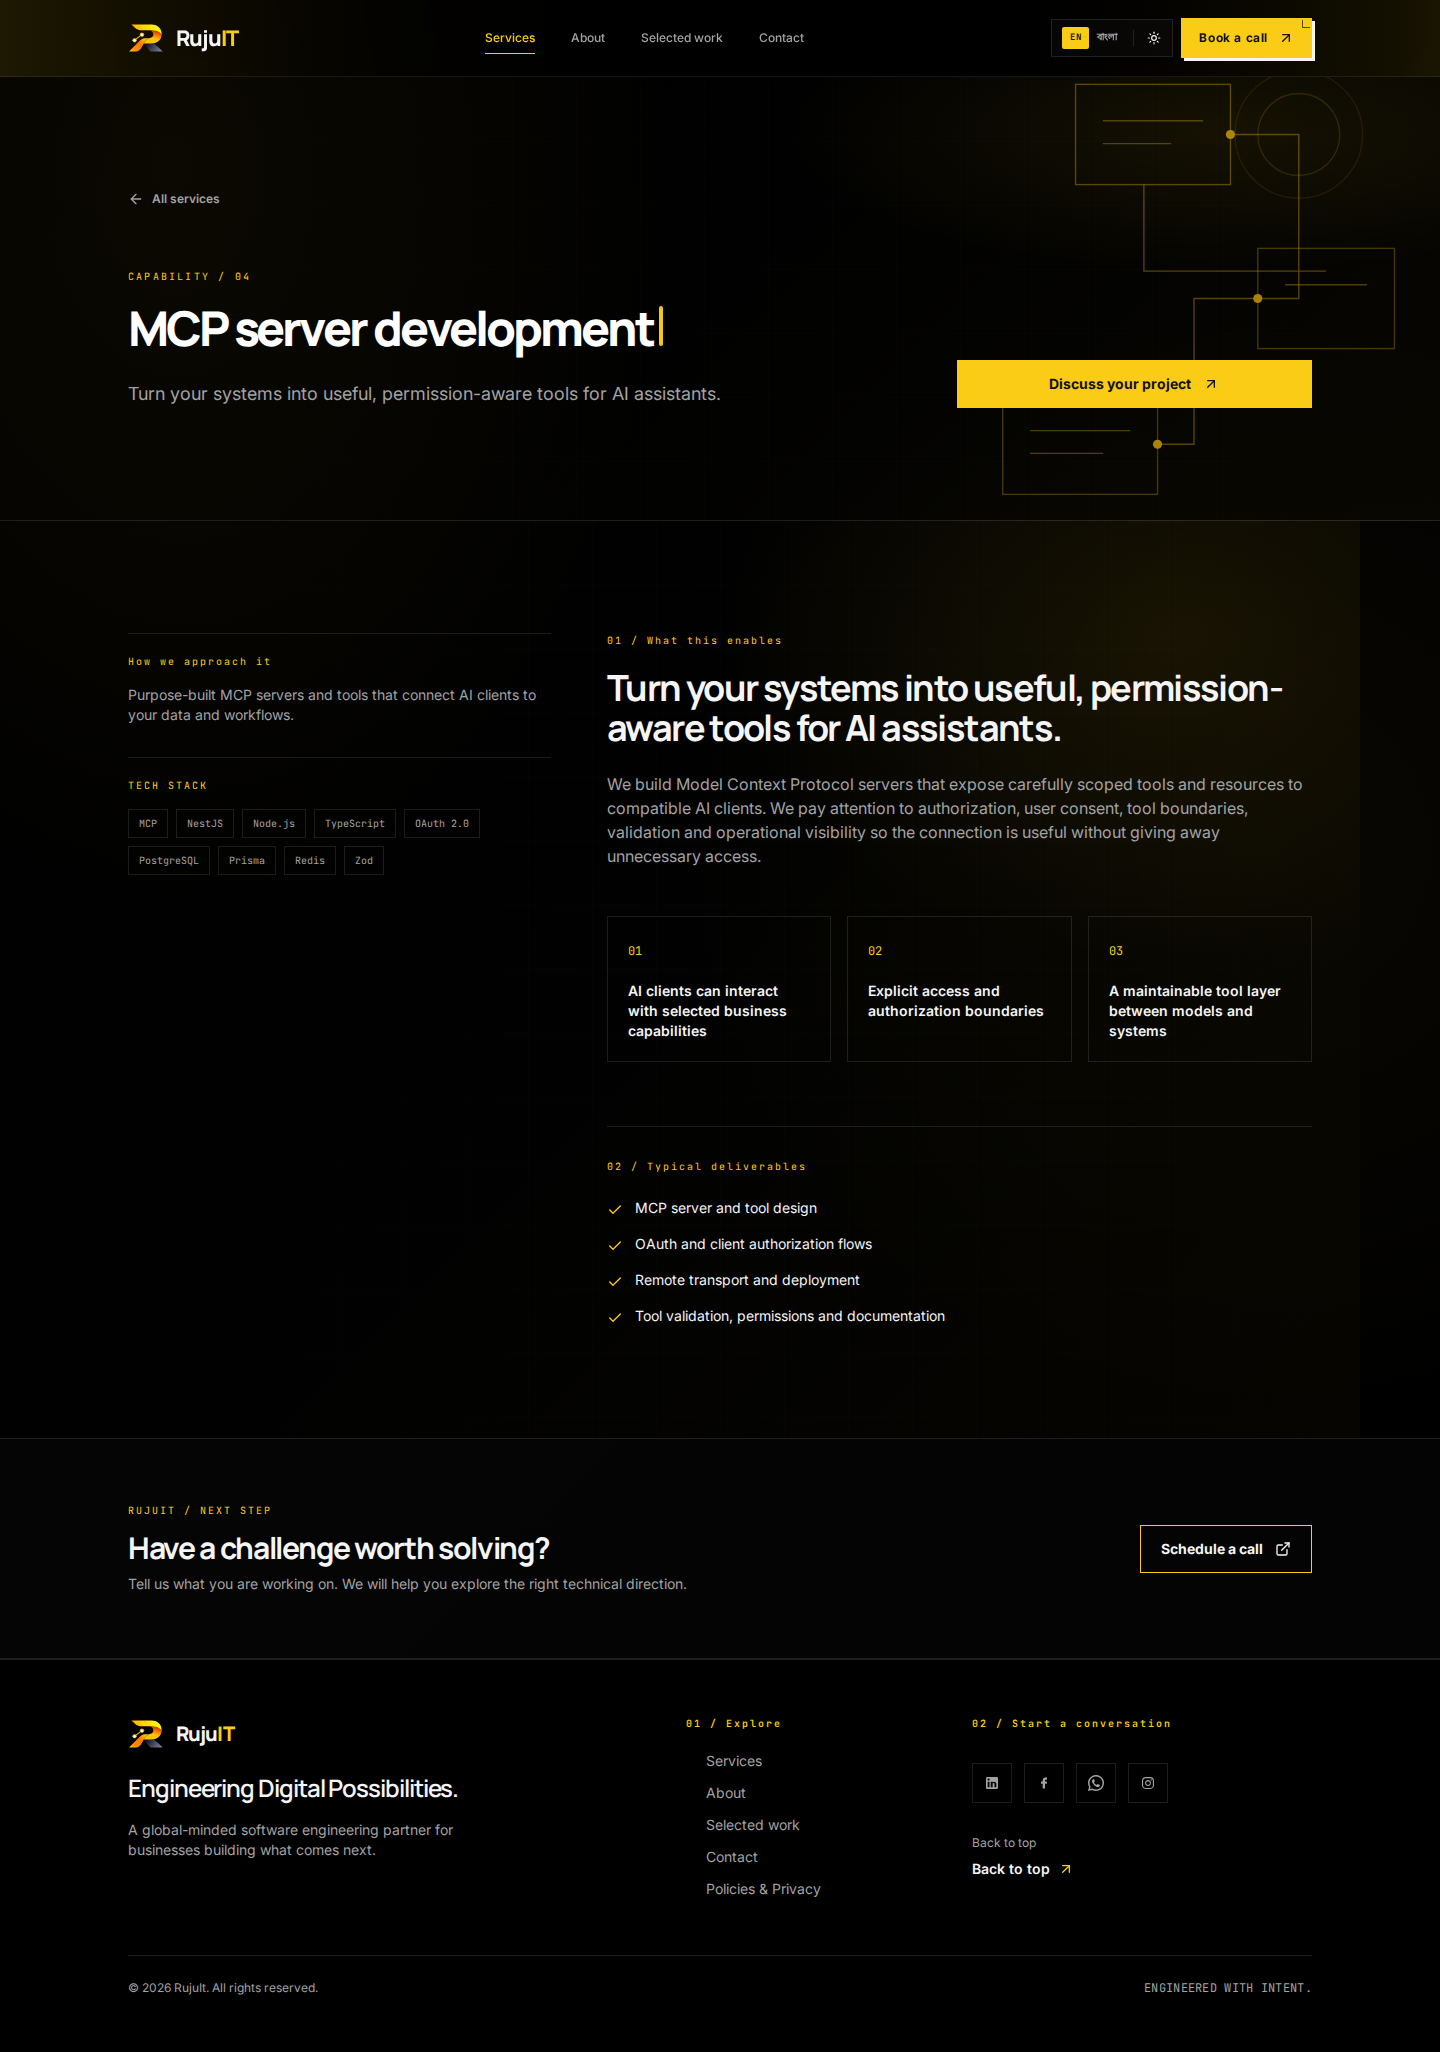 RujuIT
Services
About
Selected work
Contact
EN
বাংলা
Book a call
All services
CAPABILITY / 04
MCP server development
Turn your systems into useful, permission-aware tools for AI assistants.
Discuss your project
How we approach it
Purpose-built MCP servers and tools that connect AI clients to
your data and workflows.
TECH STACK
MCP
NestJS
Node.js
TypeScript
OAuth 2.0
PostgreSQL
Prisma
Redis
Zod
01 / What this enables
Turn your systems into useful, permission-
aware tools for AI assistants.
We build Model Context Protocol servers that expose carefully scoped tools and resources to
compatible AI clients. We pay attention to authorization, user consent, tool boundaries,
validation and operational visibility so the connection is useful without giving away
unnecessary access.
01
AI clients can interact
with selected business
capabilities
02
Explicit access and
authorization boundaries
03
A maintainable tool layer
between models and
systems
02 / Typical deliverables
MCP server and tool design
OAuth and client authorization flows
Remote transport and deployment
Tool validation, permissions and documentation
RUJUIT / NEXT STEP
Have a challenge worth solving?
Tell us what you are working on. We will help you explore the right technical direction.
Schedule a call
RujuIT
Engineering Digital Possibilities.
A global-minded software engineering partner for
businesses building what comes next.
01 / Explore
Services
About
Selected work
Contact
Policies & Privacy
02 / Start a conversation
Back to top
Back to top
© 2026 RujuIt. All rights reserved.
ENGINEERED WITH INTENT.